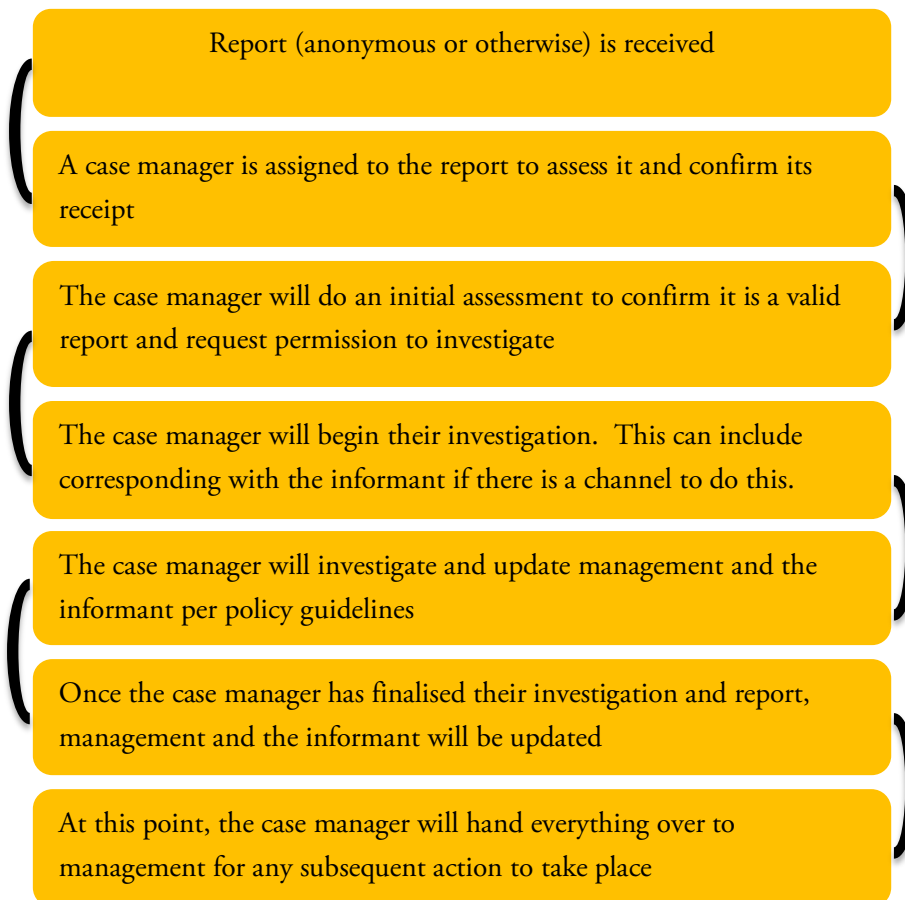 Report (anonymous or otherwise) is received
A case manager is assigned to the report to assess it and confirm its
receipt
The case manager will do an initial assessment to confirm it is a valid
report and request permission to investigate
The case manager will begin their investigation.  This can include
corresponding with the informant if there is a channel to do this.
The case manager will investigate and update management and the
informant per policy guidelines
Once the case manager has finalised their investigation and report,
management and the informant will be updated
At this point, the case manager will hand everything over to
management for any subsequent action to take place